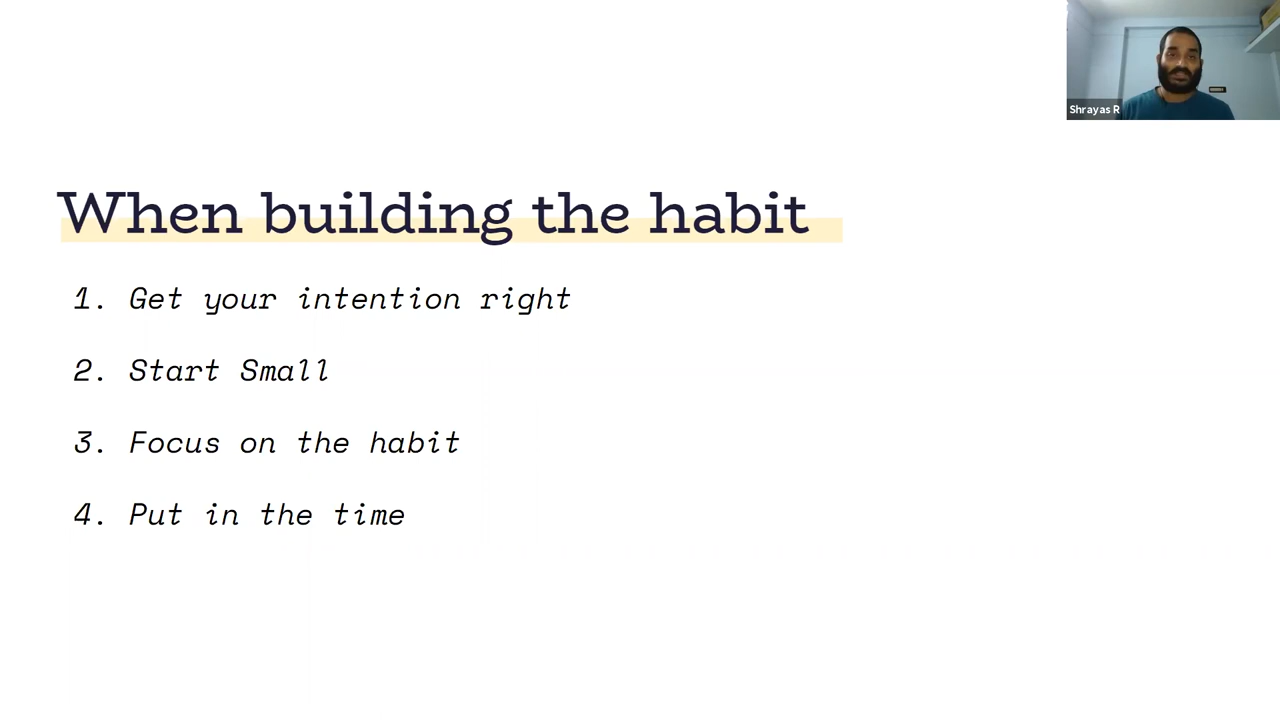 Shrayas R
When building the habit
1. Get your intention right
2. Start Small
3. Focus on the habit
4. Put in the time